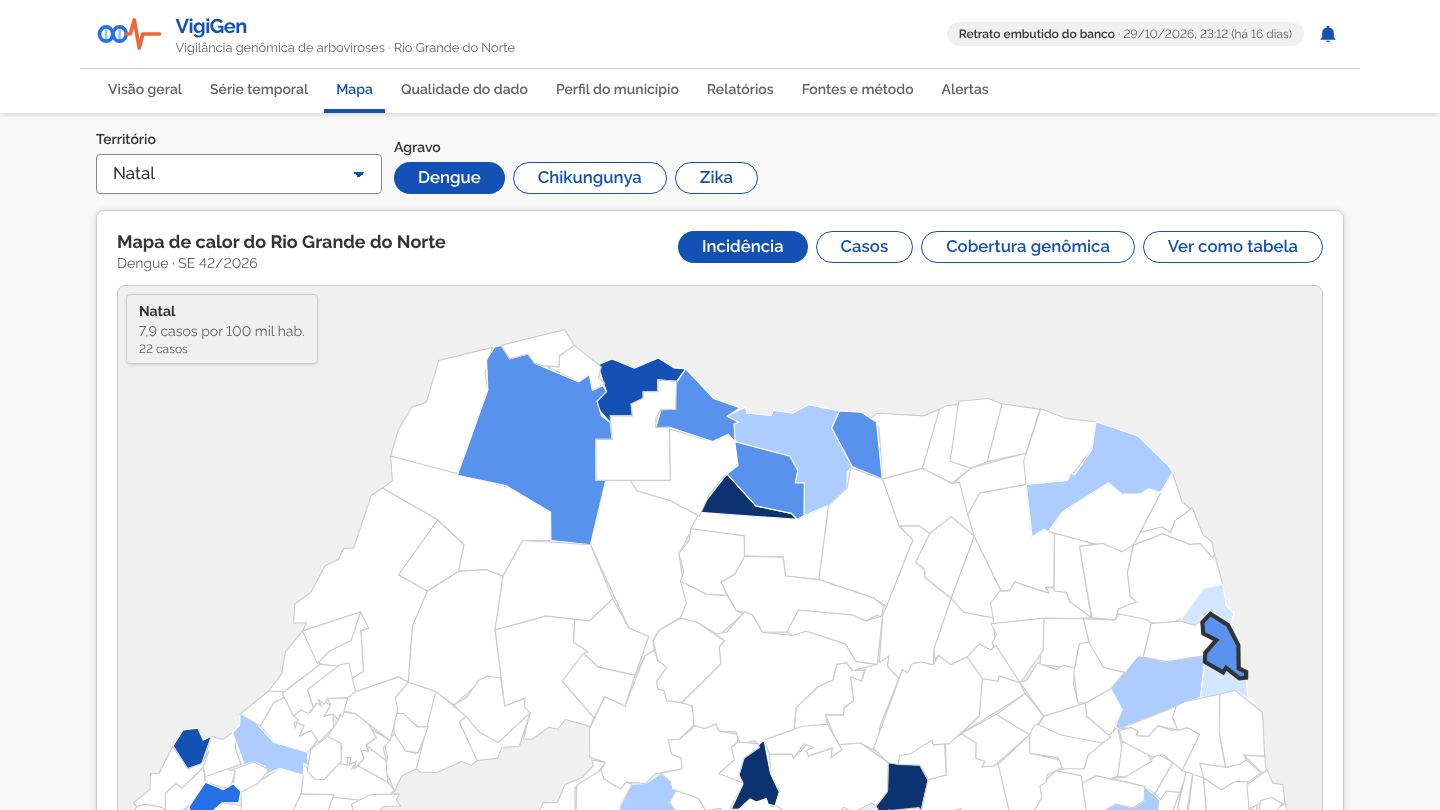 VigiGen
Vigilância genômica de arboviroses · Rio Grande do Norte
Retrato embutido do banco · 29/10/2026, 23:12 (há 16 dias)
Visão geral
Série temporal
Mapa
Qualidade do dado
Perfil do município
Relatórios
Fontes e método
Alertas
Território
Natal
Agravo
Dengue
Chikungunya
Zika
Mapa de calor do Rio Grande do Norte
Dengue · SE 42/2026
Incidência
Casos
Cobertura genômica
Ver como tabela
Natal
7,9 casos por 100 mil hab.
22 casos